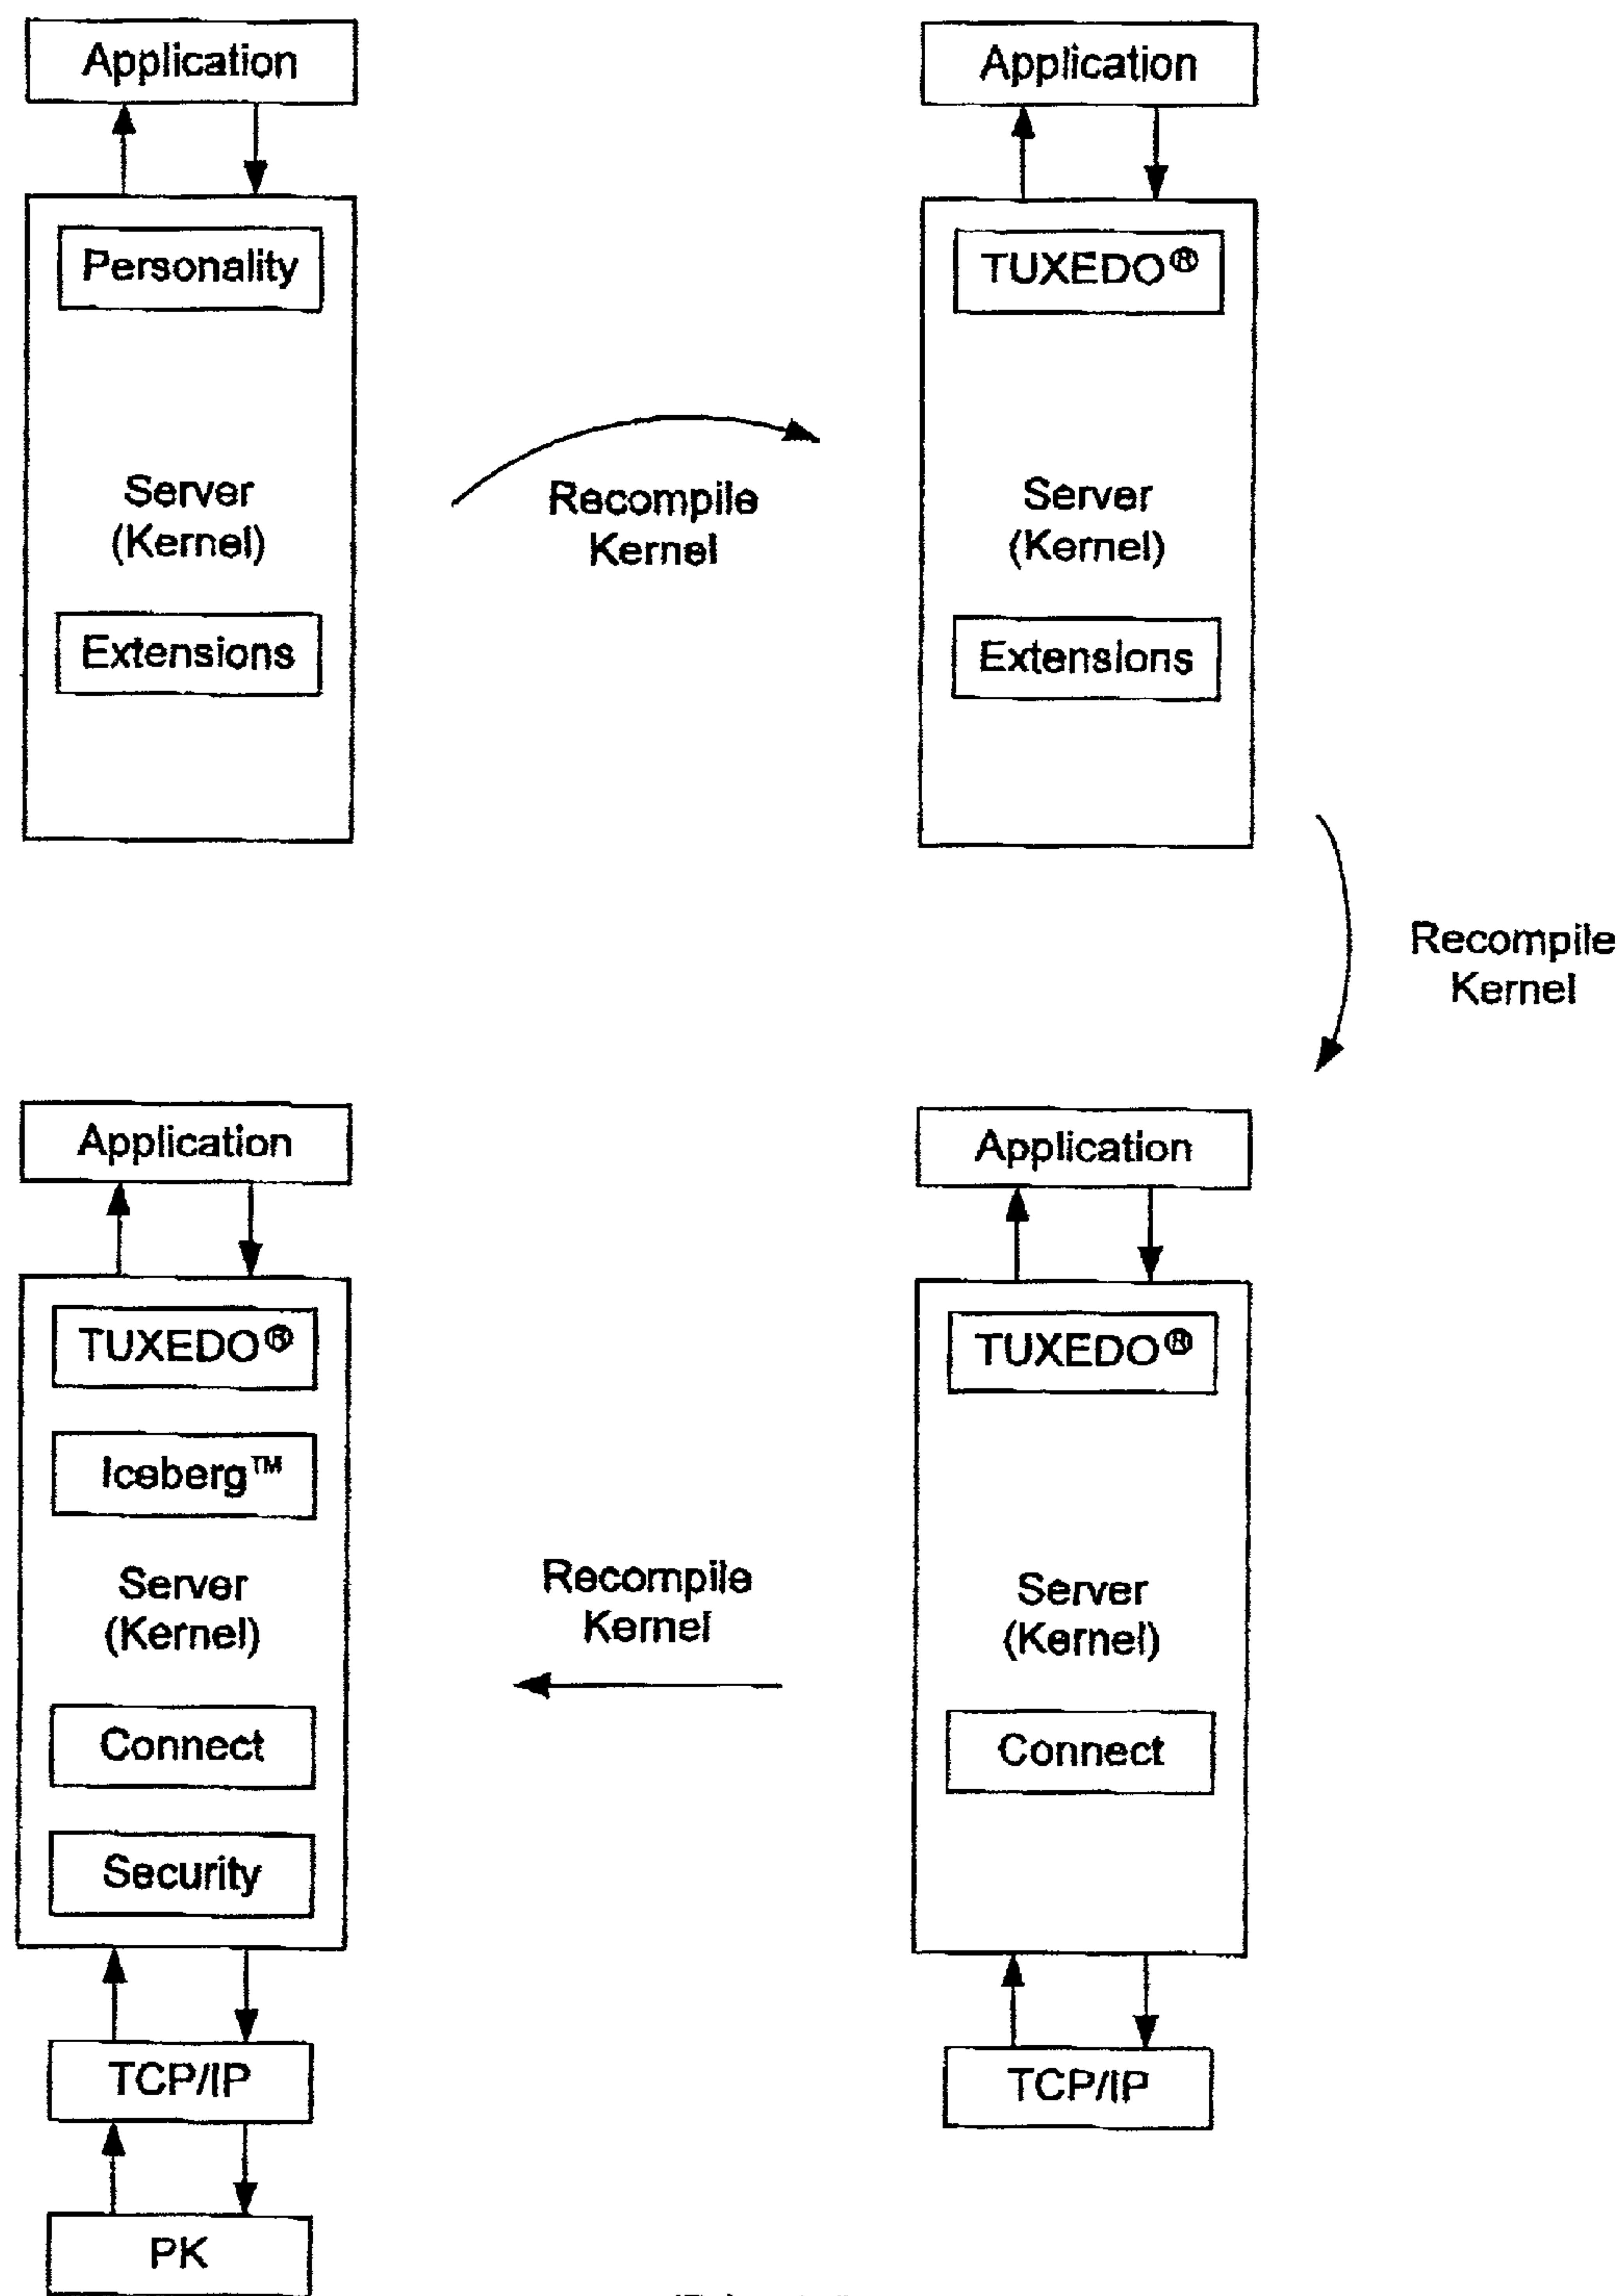 Application
Personality
Server
(Kernel)
Extensions
Recompile
Kernel
Application
TUXEDO®
Server
(Kernel)
Extensions
Recompile
Kernel
Application
TUXEDO®
Server
(Kernel)
Connect
TCP/IP
Recompile
Kernel
Application
TUXEDO®
Iceberg™
Server
(Kernel)
Connect
Security
TCP/IP
PK